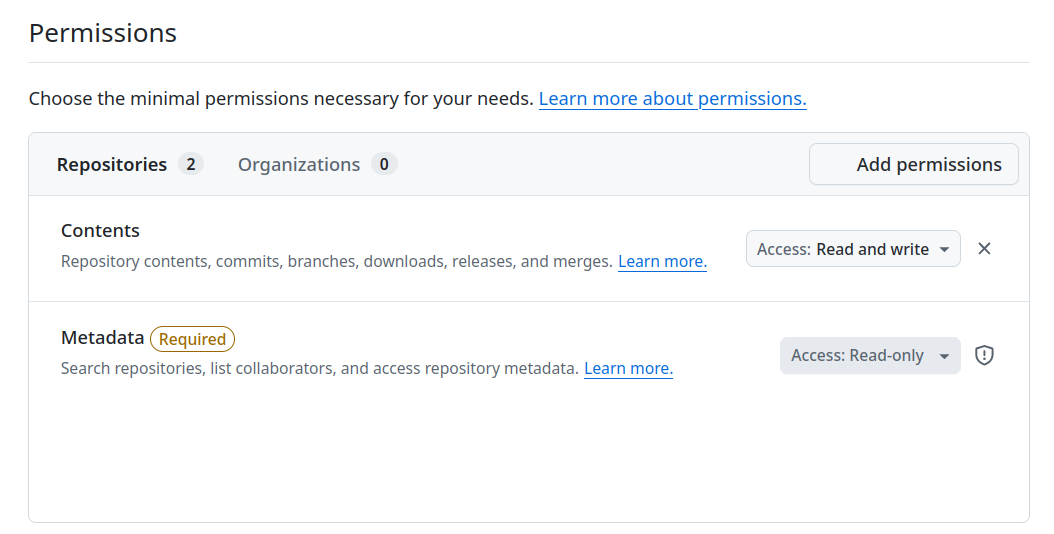 Permissions
Choose the minimal permissions necessary for your needs. Learn more about permissions.
Repositories 2 Organizations 0 Add permissions
Contents
Repository contents, commits, branches, downloads, releases, and merges. Learn more.
Access: Read and write
Metadata Required
Search repositories, list collaborators, and access repository metadata. Learn more.
Access: Read-only